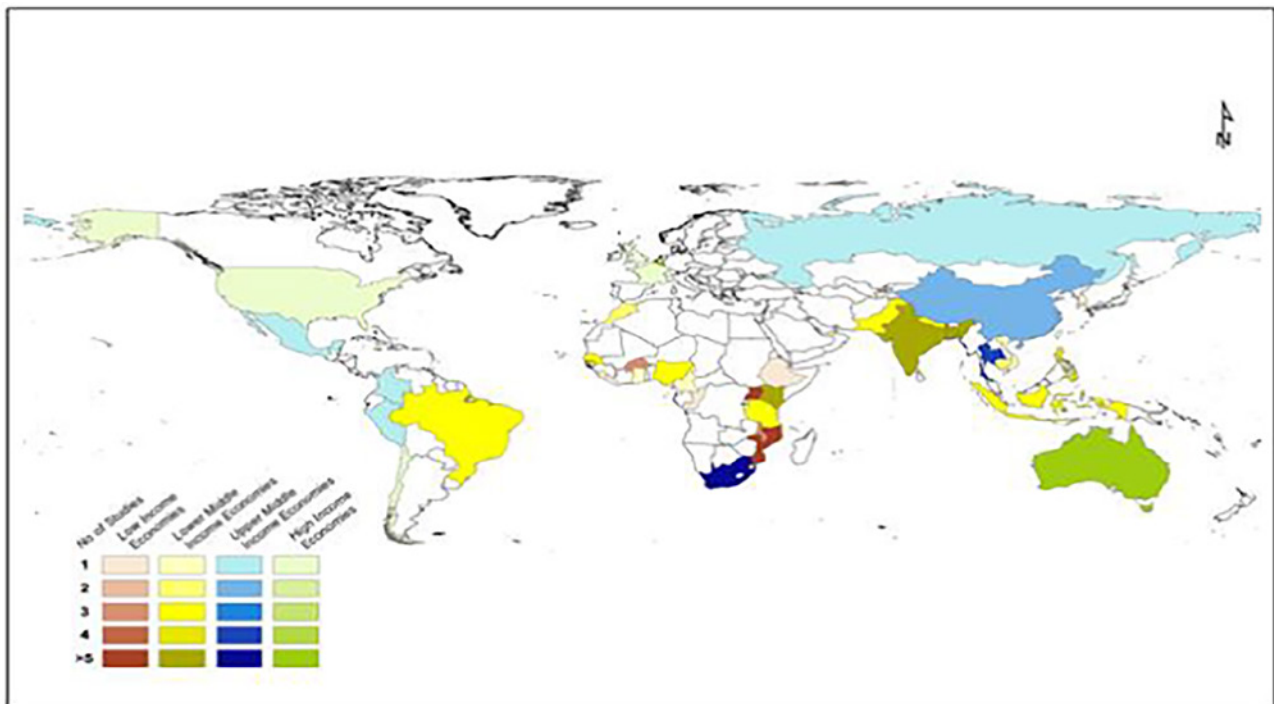 N
No of Studies
Low Income
Economies
Lower Middle
Income Economies
Upper Middle
Income Economies
High Income
Economies
1
2
3
4
>5